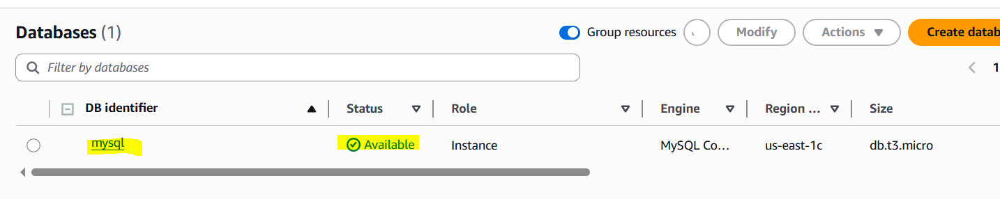 Databases (1)
Group resources
Modify
Actions
Create datab
Filter by databases
1
DB identifier
Status
Role
Engine
Region ...
Size
mysql
Available
Instance
MySQL Co...
us-east-1c
db.t3.micro